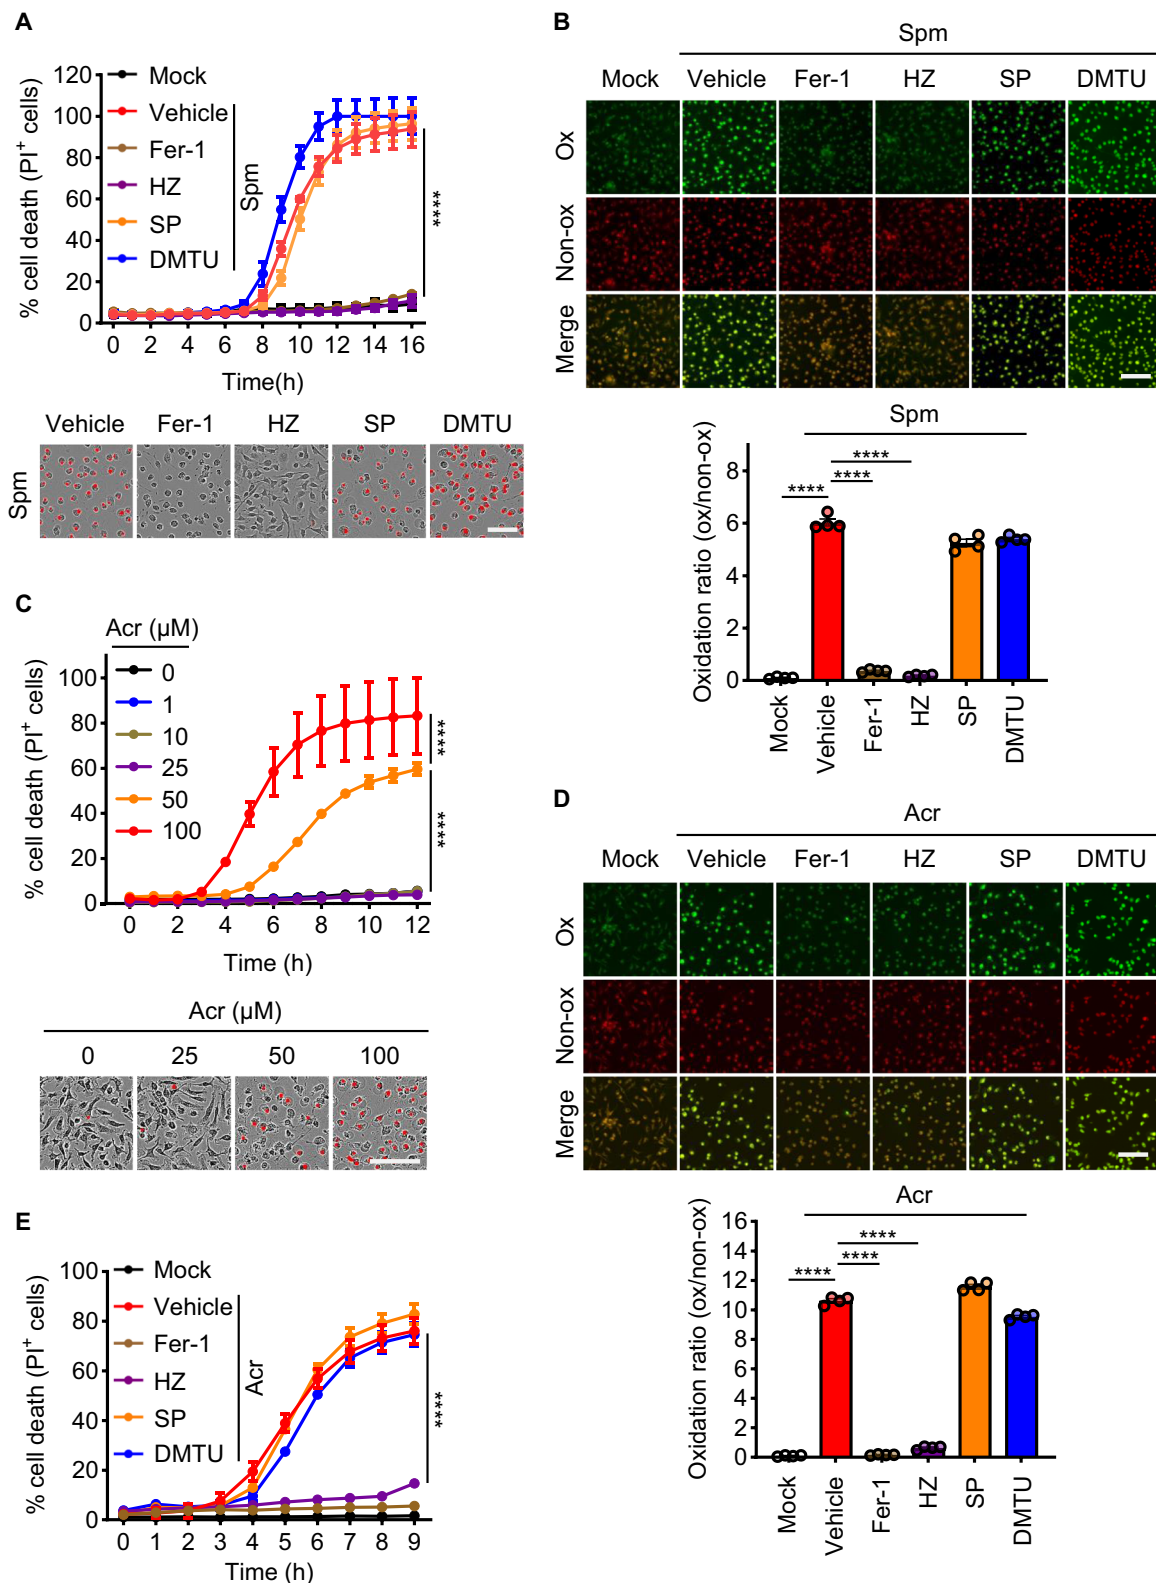 A
% cell death (PI⁺ cells)
120
100
80
60
40
20
0
Mock
Vehicle
Fer-1
HZ
SP
DMTU
Spm
****
0 2 4 6 8 10 12 14 16
Time(h)
Vehicle Fer-1 HZ SP DMTU
Spm
B
Spm
Mock Vehicle Fer-1 HZ SP DMTU
Ox
Non-ox
Merge
Spm
Oxidation ratio (ox/non-ox)
8
6
4
2
0
****
****
****
Mock Vehicle Fer-1 HZ SP DMTU
C
Acr (µM)
% cell death (PI⁺ cells)
100
80
60
40
20
0
0
1
10
25
50
100
****
****
0 2 4 6 8 10 12
Time (h)
Acr (µM)
0 25 50 100
D
Acr
Mock Vehicle Fer-1 HZ SP DMTU
Ox
Non-ox
Merge
Acr
Oxidation ratio (ox/non-ox)
16
14
12
10
8
6
4
2
0
****
****
****
Mock Vehicle Fer-1 HZ SP DMTU
E
% cell death (PI⁺ cells)
100
80
60
40
20
0
Mock
Vehicle
Fer-1
HZ
SP
DMTU
Acr
****
0 1 2 3 4 5 6 7 8 9
Time (h)